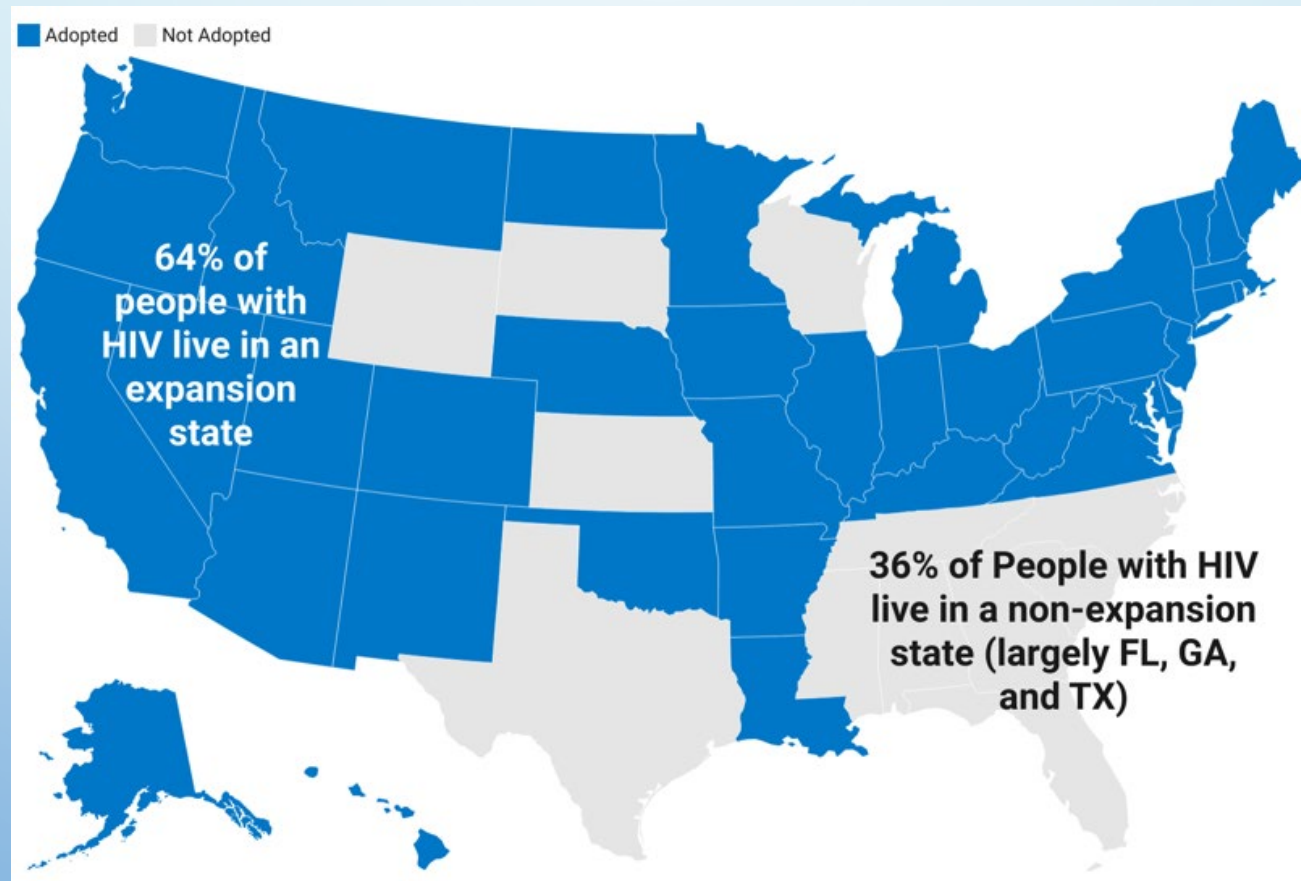 Adopted Not Adopted
64% of
people with
HIV live in an
expansion
state
36% of People with HIV
live in a non-expansion
state (largely FL, GA,
and TX)